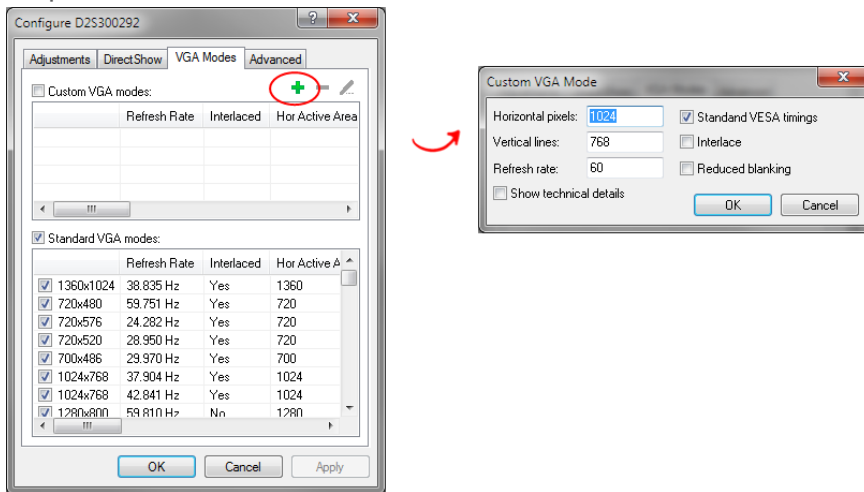 Configure D2S300292
Adjustments DirectShow VGA Modes Advanced
Custom VGA modes:
Refresh Rate Interlaced Hor Active Area
Standard VGA modes:
Refresh Rate Interlaced Hor Active A
1360x1024 38.835 Hz Yes 1360
720x480 59.751 Hz Yes 720
720x576 24.282 Hz Yes 720
720x520 28.950 Hz Yes 720
700x486 29.970 Hz Yes 700
1024x768 37.904 Hz Yes 1024
1024x768 42.841 Hz Yes 1024
1280x800 59.810 Hz No 1280
OK Cancel Apply
Custom VGA Mode
Horizontal pixels: 1024 Standard VESA timings
Vertical lines: 768 Interlace
Refresh rate: 60 Reduced blanking
Show technical details
OK Cancel